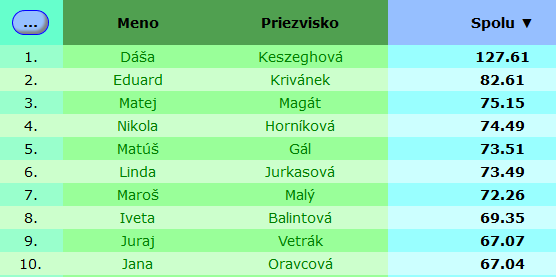 ... Meno Priezvisko Spolu ▼
1. Dáša Keszeghová 127.61
2. Eduard Krivánek 82.61
3. Matej Magát 75.15
4. Nikola Horníková 74.49
5. Matúš Gál 73.51
6. Linda Jurkasová 73.49
7. Maroš Malý 72.26
8. Iveta Balintová 69.35
9. Juraj Vetrák 67.07
10. Jana Oravcová 67.04